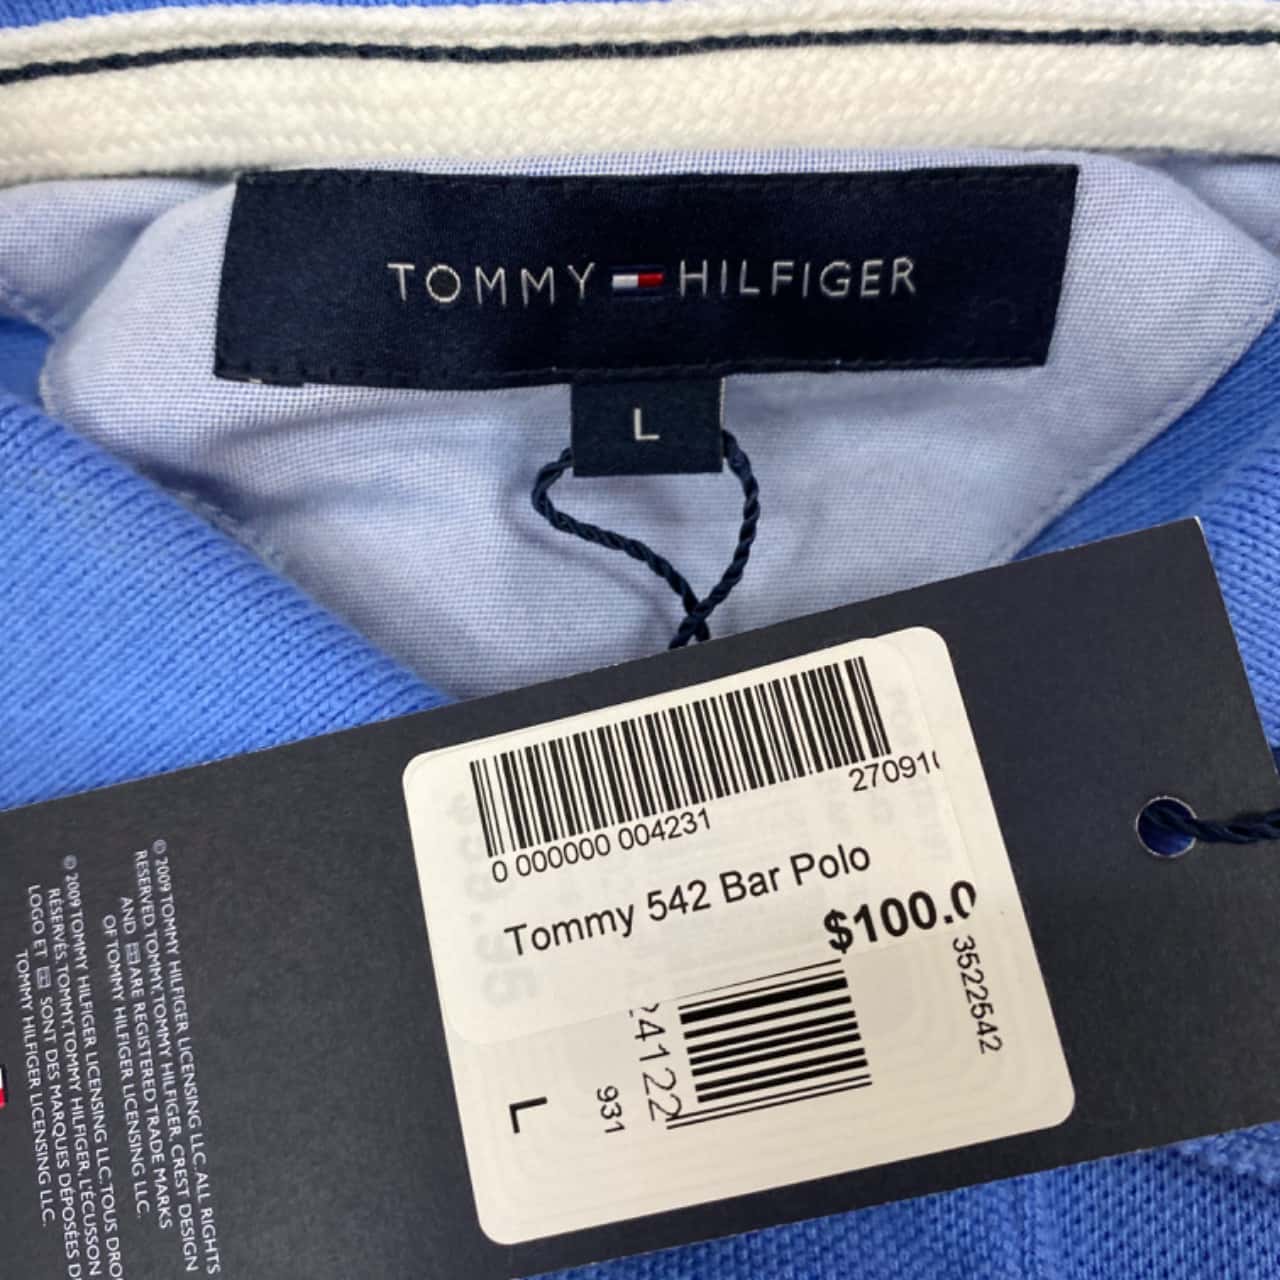 TOMMY HILFIGER
L
0 000000 004231
27091
Tommy 542 Bar Polo
$100.0
3522542
24122
931
L
© 2009 TOMMY HILFIGER LICENSING LLC. ALL RIGHTS
RESERVED. TOMMY, TOMMY HILFIGER, CREST DESIGN
AND ARE REGISTERED TRADE MARKS
OF TOMMY HILFIGER LICENSING LLC.
© 2009 TOMMY HILFIGER LICENSING LLC. TOUS DRO
RÉSERVÉS. TOMMY, TOMMY HILFIGER, L'ÉCUSSON
LOGO ET SONT DES MARQUES DÉPOSÉES D
TOMMY HILFIGER LICENSING LLC.